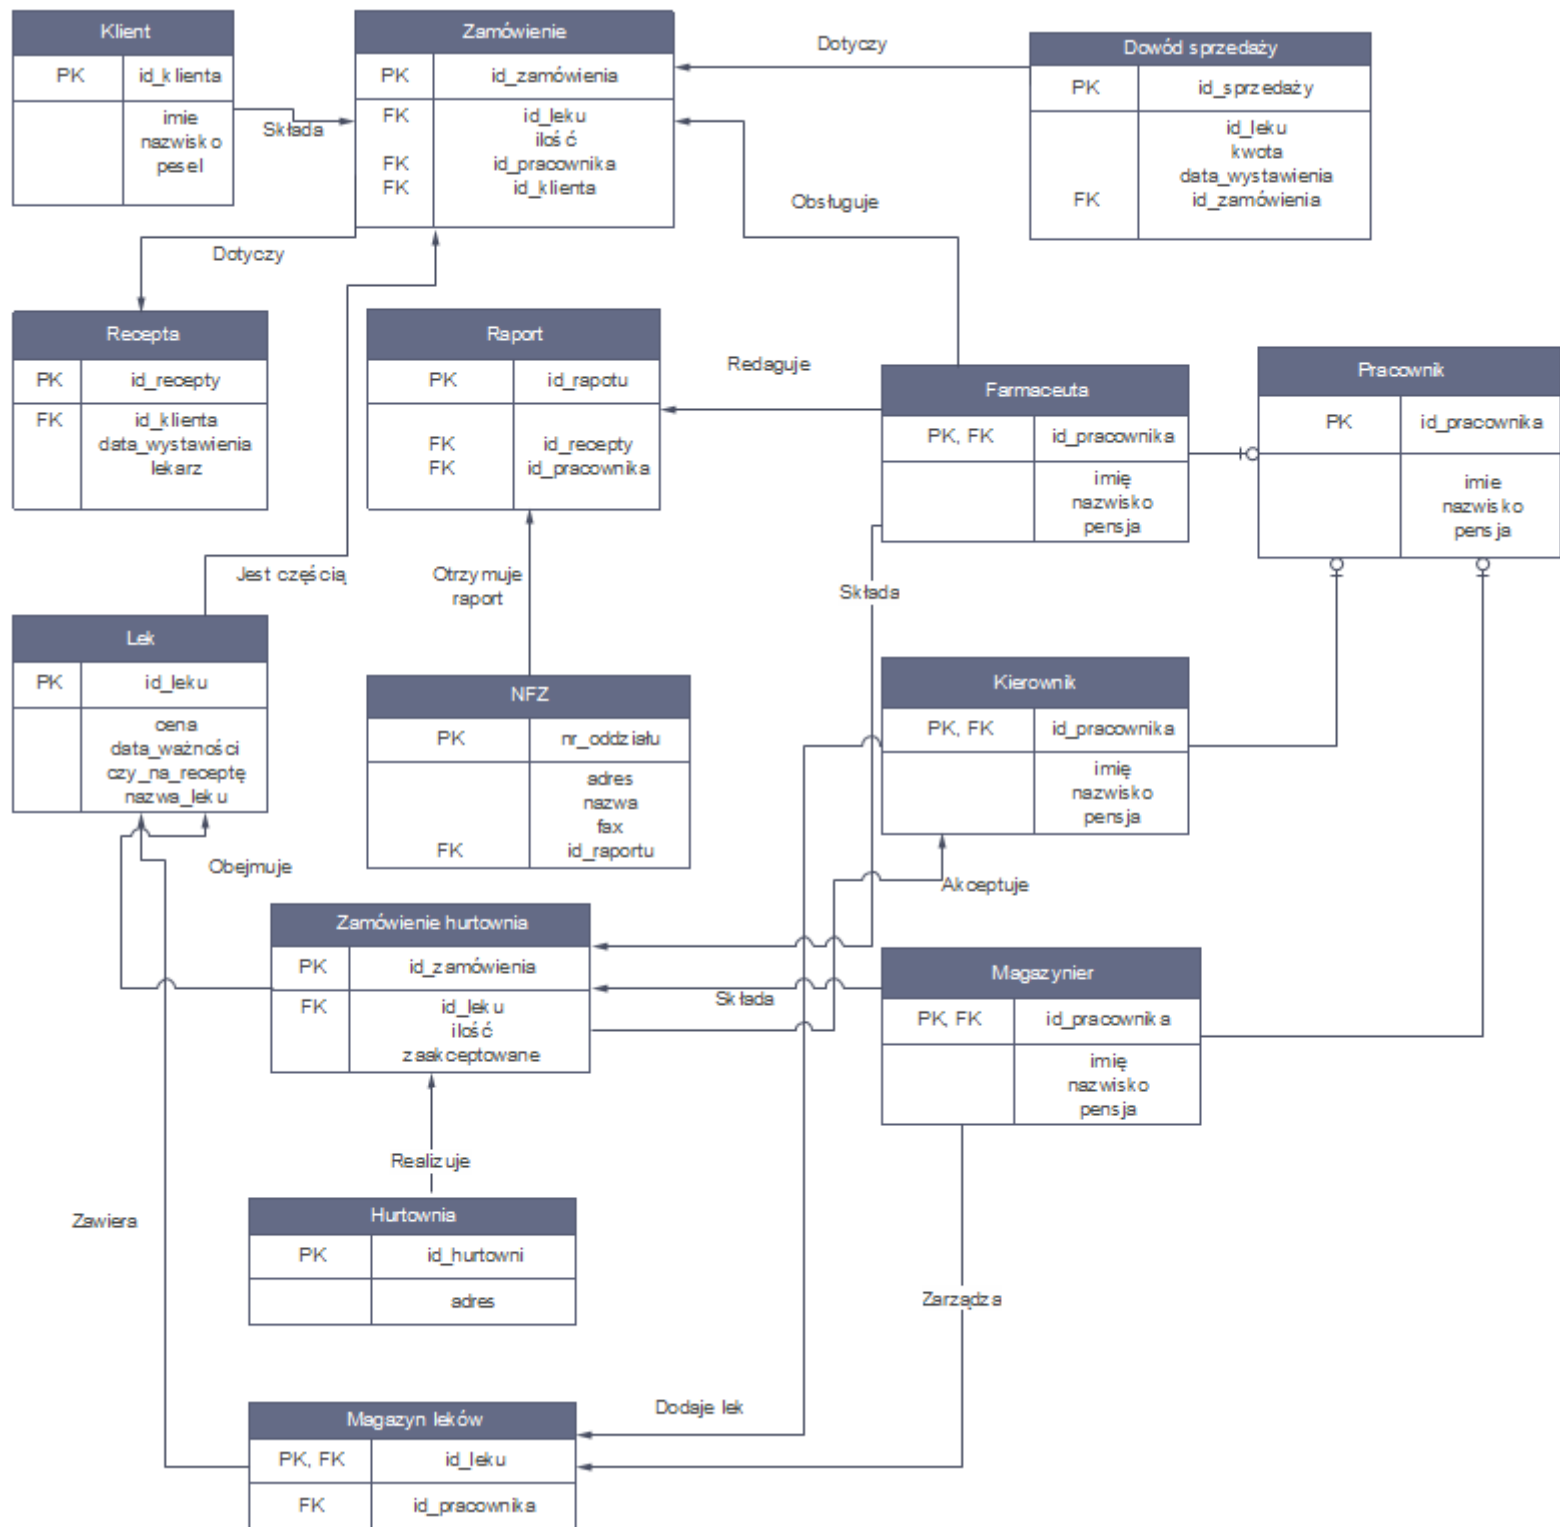 Klient
PK id_klienta
imie
nazwisko
pesel
Składa
Zamówienie
PK id_zamówienia
FK id_leku
ilość
FK id_pracownika
FK id_klienta
Dotyczy
Dowód sprzedaży
PK id_sprzedaży
id_leku
kwota
data_wystawienia
FK id_zamówienia
Obsługuje
Dotyczy
Recepta
PK id_recepty
FK id_klienta
data_wystawienia
lekarz
Raport
PK id_rapotu
FK id_recepty
FK id_pracownika
Redaguje
Farmaceuta
PK, FK id_pracownika
imię
nazwisko
pensja
Pracownik
PK id_pracownika
imie
nazwisko
pensja
Jest częścią
Otrzymuje
raport
Składa
Lek
PK id_leku
cena
data_ważności
czy_na_receptę
nazwa_leku
NFZ
PK nr_oddziału
adres
nazwa
fax
FK id_raportu
Kierownik
PK, FK id_pracownika
imię
nazwisko
pensja
Obejmuje
Akceptuje
Zamówienie hurtownia
PK id_zamówienia
FK id_leku
ilość
zaakceptowane
Składa
Magazynier
PK, FK id_pracownika
imię
nazwisko
pensja
Realizuje
Zawiera
Hurtownia
PK id_hurtowni
adres
Zarządza
Dodaje lek
Magazyn leków
PK, FK id_leku
FK id_pracownika